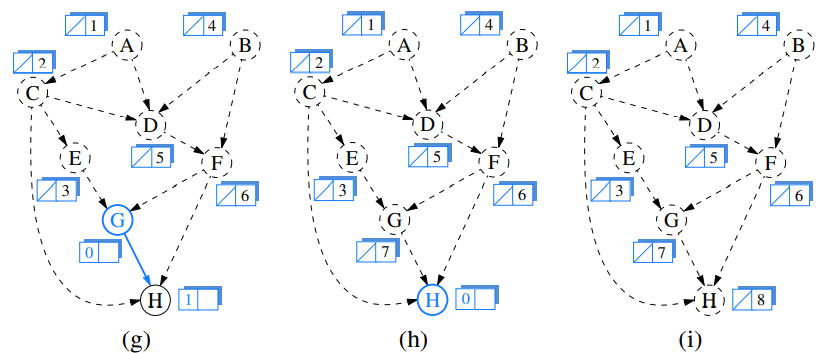 1 4 1 4 1 4
A B A B A B
2 2 2
C C C
D D D
E 5 F E 5 F E 5 F
3 6 3 6 3 6
G G G
0 7 7
H 1 H 0 H 8
(g) (h) (i)